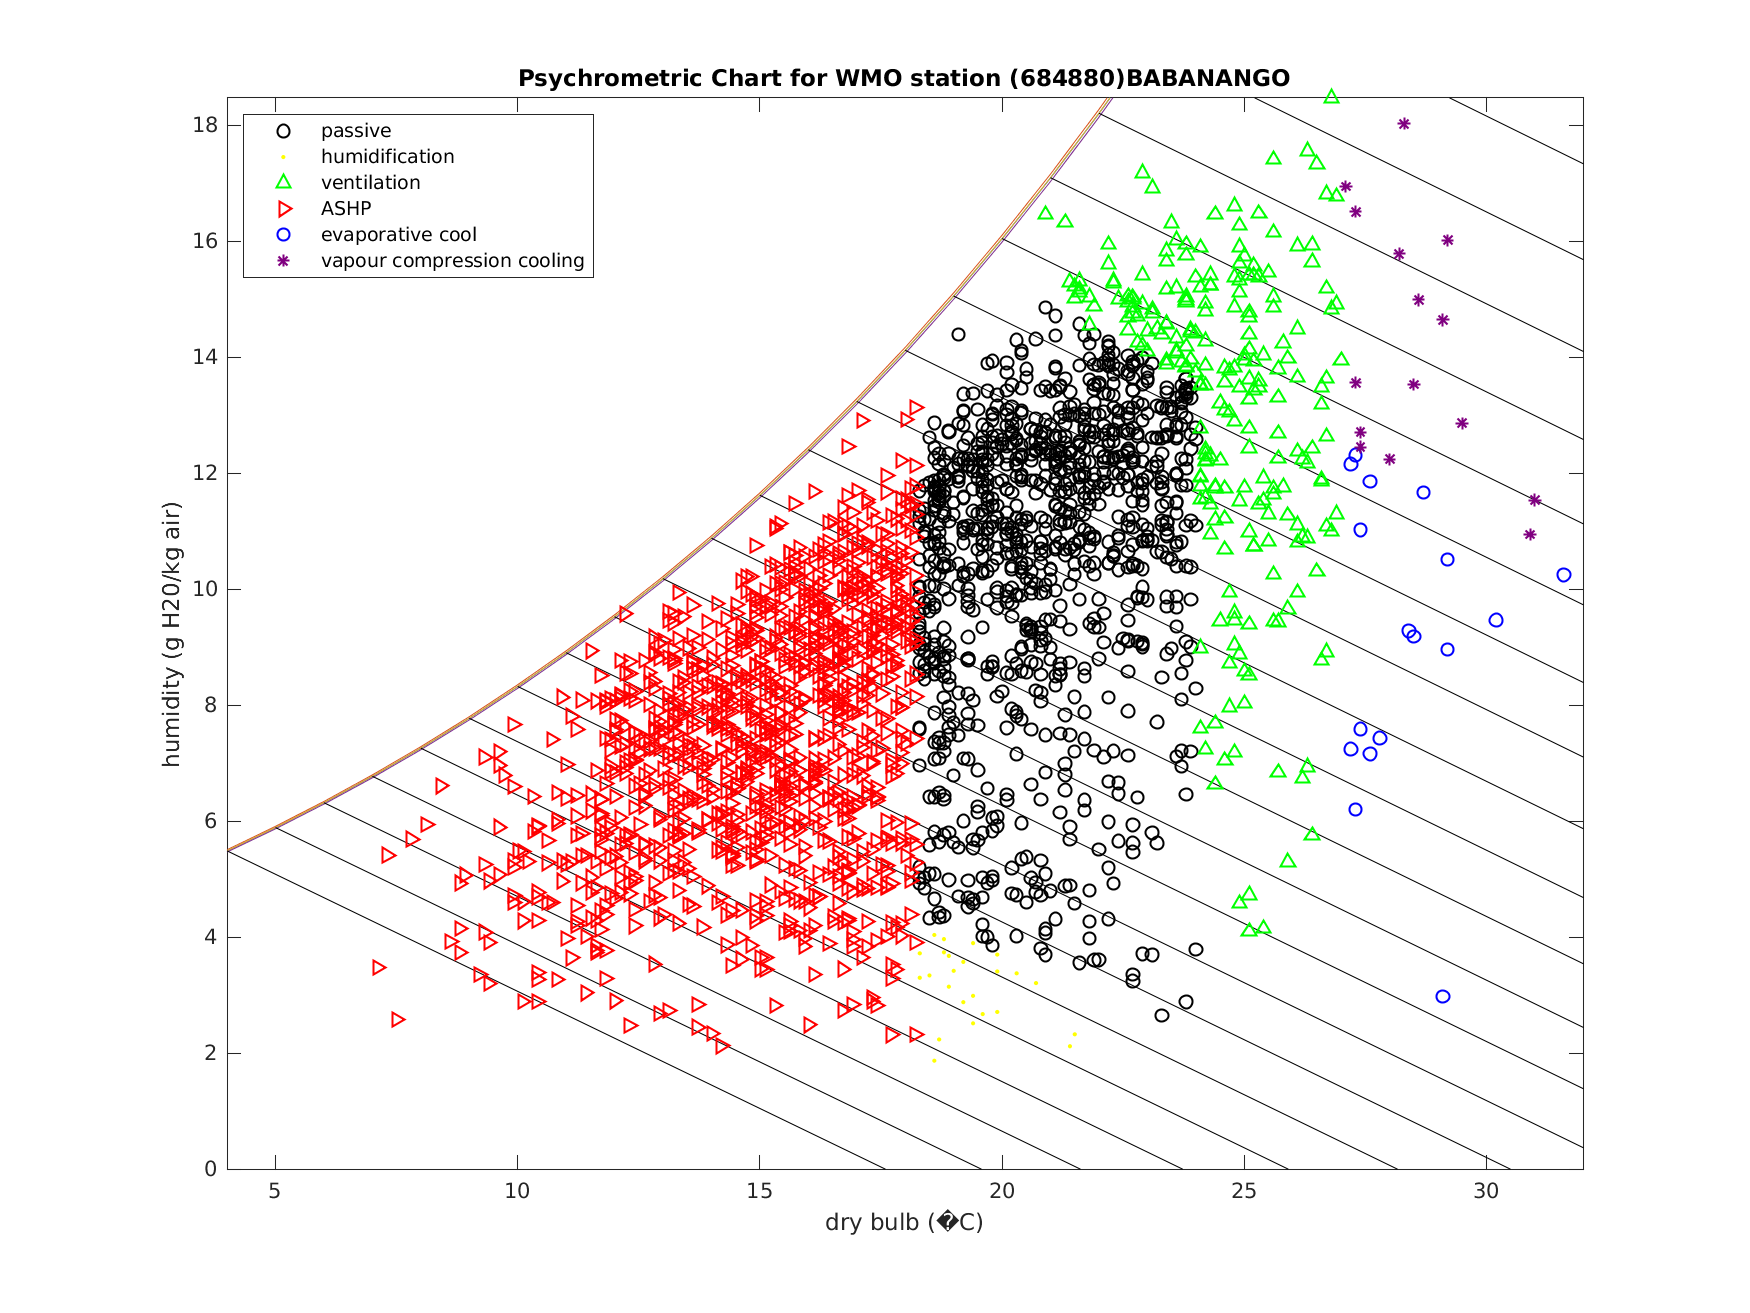 Psychrometric Chart for WMO station (684880)BABANANGO
passive
humidification
ventilation
ASHP
evaporative cool
vapour compression cooling
humidity (g H20/kg air)
18
16
14
12
10
8
6
4
2
0
5 10 15 20 25 30
dry bulb (�C)